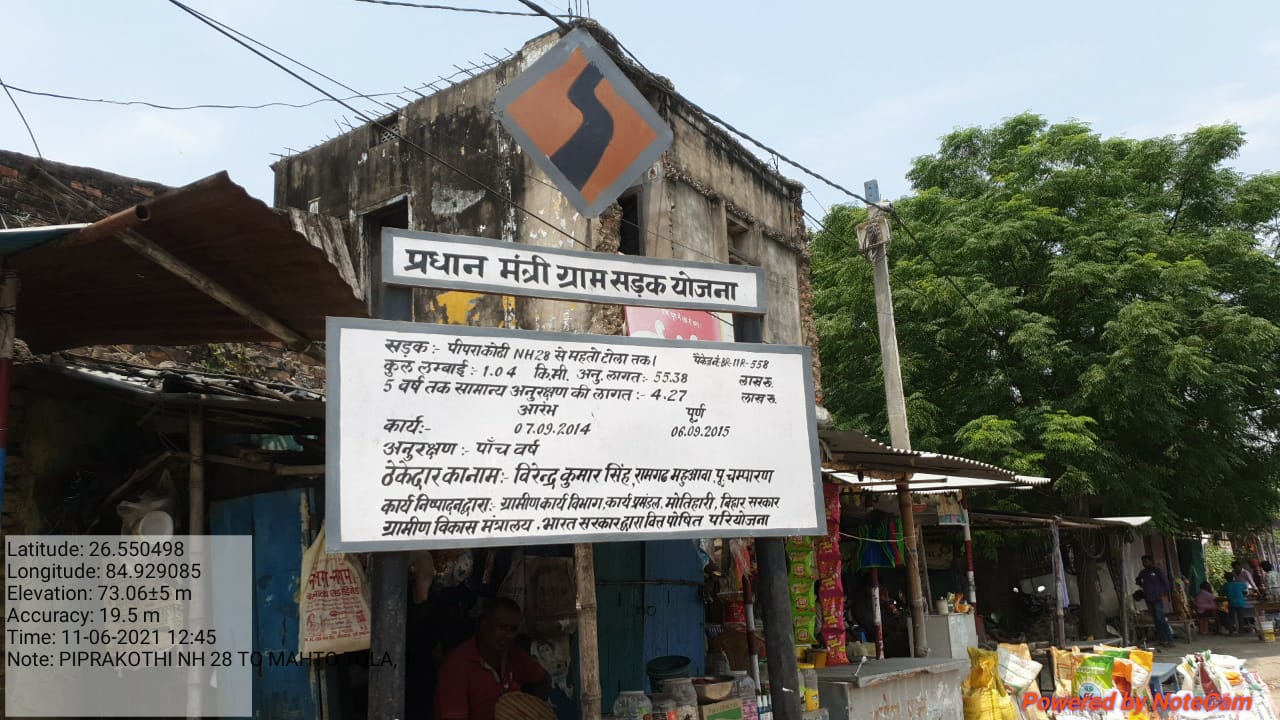 प्रधान मंत्री ग्राम सड़क योजना
सड़क :- पीपराकोठी NH28 से महतो टोला तक। पैकेज नं. BR-11R-558
कुल लम्बाई : 1.04 कि.मी. अनु. लागत :- 55.38 लाख रु.
5 वर्ष तक सामान्य अनुरक्षण की लागत :- 4.27 लाख रु.
आरंभ पूर्ण
कार्य:- 07.09.2014 06.09.2015
अनुरक्षण :- पाँच वर्ष
ठेकेदार का नाम:- विरेन्द्र कुमार सिंह, रामगढ महुआवा, पू. चम्पारण
कार्य निष्पादन द्वारा:- ग्रामीण कार्य विभाग, कार्य प्रमंडल, मोतिहारी, बिहार सरकार
ग्रामीण विकास मंत्रालय, भारत सरकार द्वारा वित्त पोषित परियोजना
Latitude: 26.550498
Longitude: 84.929085
Elevation: 73.06±5 m
Accuracy: 19.5 m
Time: 11-06-2021 12:45
Note: PIPRAKOTHI NH 28 TO MAHTO TOLA,
Powered by NoteCam